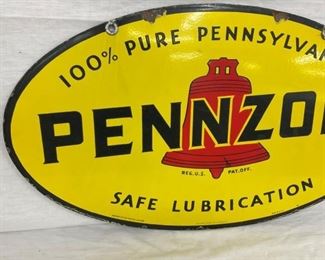 100% PURE PENNSYLVA
PENNZO
REG.U.S. PAT.OFF.
SAFE LUBRICATION